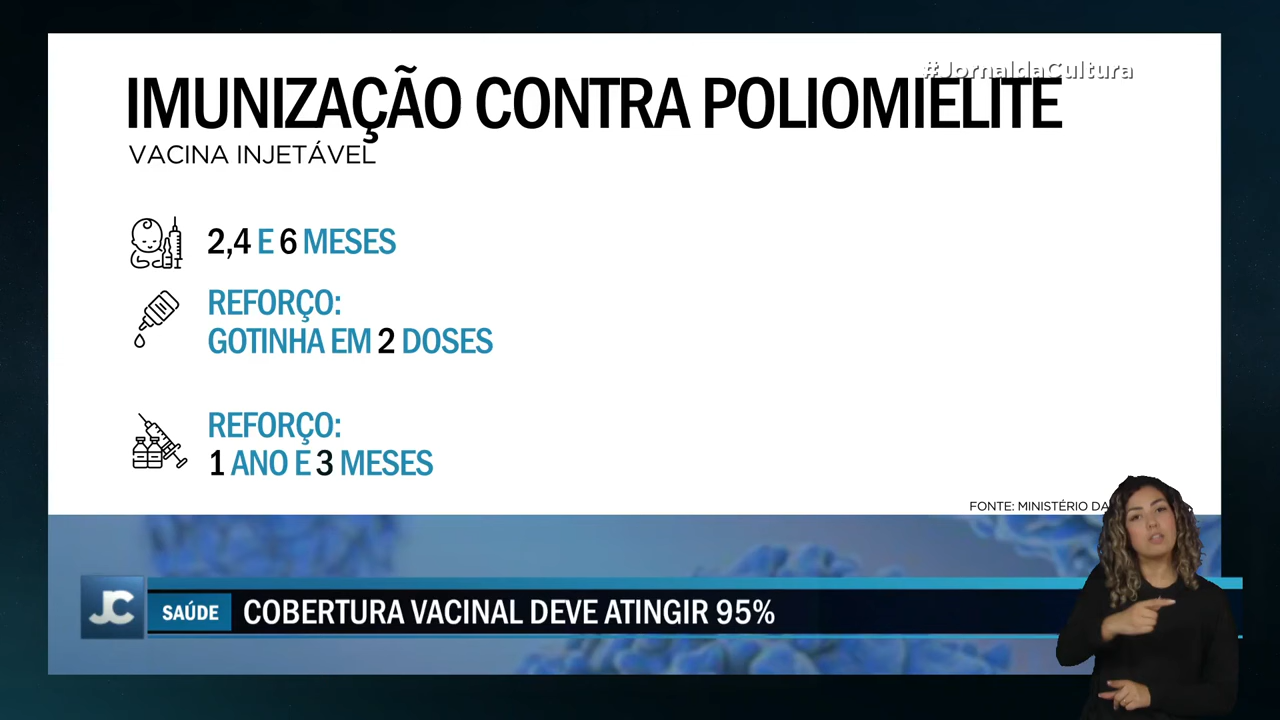 #JornaldaCultura
IMUNIZAÇÃO CONTRA POLIOMIELITE
VACINA INJETÁVEL
2,4 E 6 MESES
REFORÇO:
GOTINHA EM 2 DOSES
REFORÇO:
1 ANO E 3 MESES
FONTE: MINISTÉRIO DA
JC
SAÚDE
COBERTURA VACINAL DEVE ATINGIR 95%